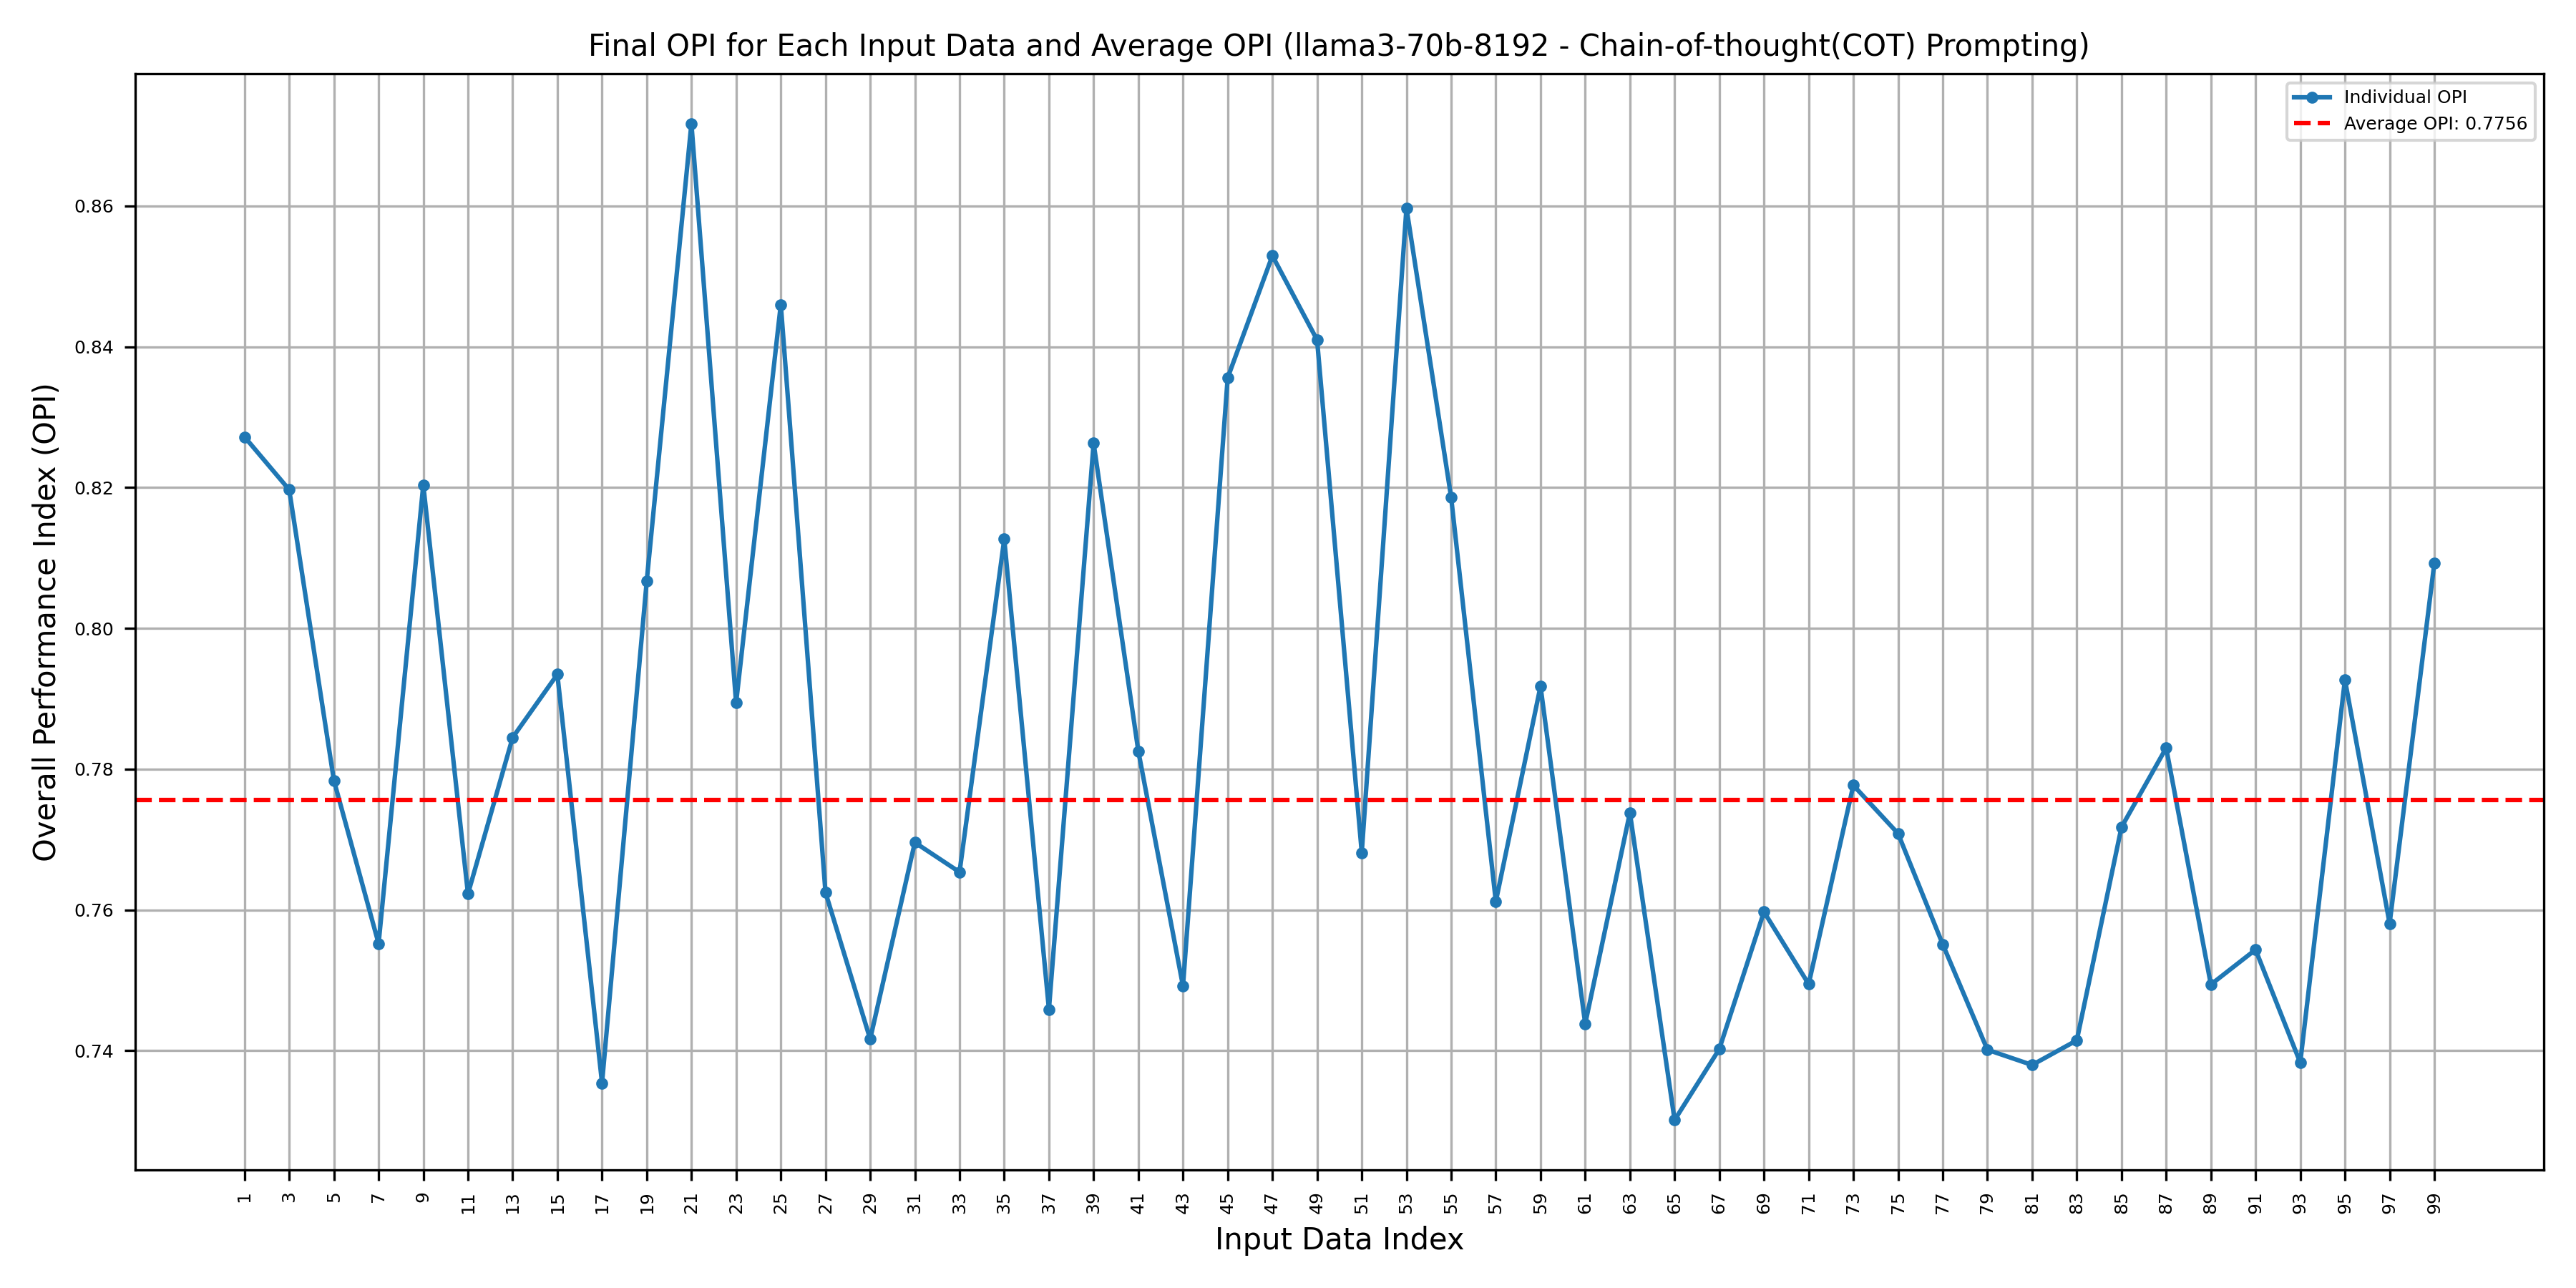 Final OPI for Each Input Data and Average OPI (llama3-70b-8192 - Chain-of-thought(COT) Prompting)
Individual OPI
Average OPI: 0.7756
Overall Performance Index (OPI)
0.86
0.84
0.82
0.80
0.78
0.76
0.74
1 3 5 7 9 11 13 15 17 19 21 23 25 27 29 31 33 35 37 39 41 43 45 47 49 51 53 55 57 59 61 63 65 67 69 71 73 75 77 79 81 83 85 87 89 91 93 95 97 99
Input Data Index